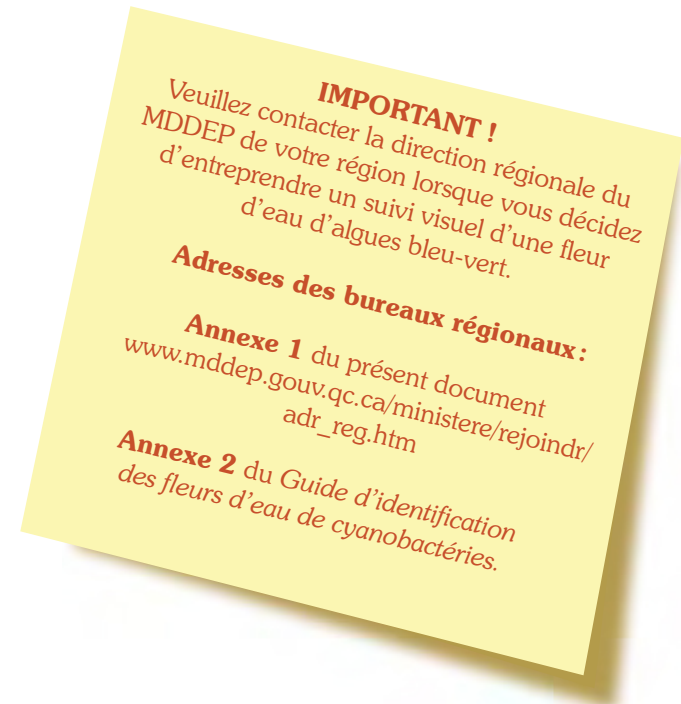 IMPORTANT !
Veuillez contacter la direction régionale du
MDDEP de votre région lorsque vous décidez
d'entreprendre un suivi visuel d'une fleur
d'eau d'algues bleu-vert.
Adresses des bureaux régionaux :
Annexe 1 du présent document
www.mddep.gouv.qc.ca/ministere/rejoindr/
adr_reg.htm
Annexe 2 du Guide d'identification
des fleurs d'eau de cyanobactéries.